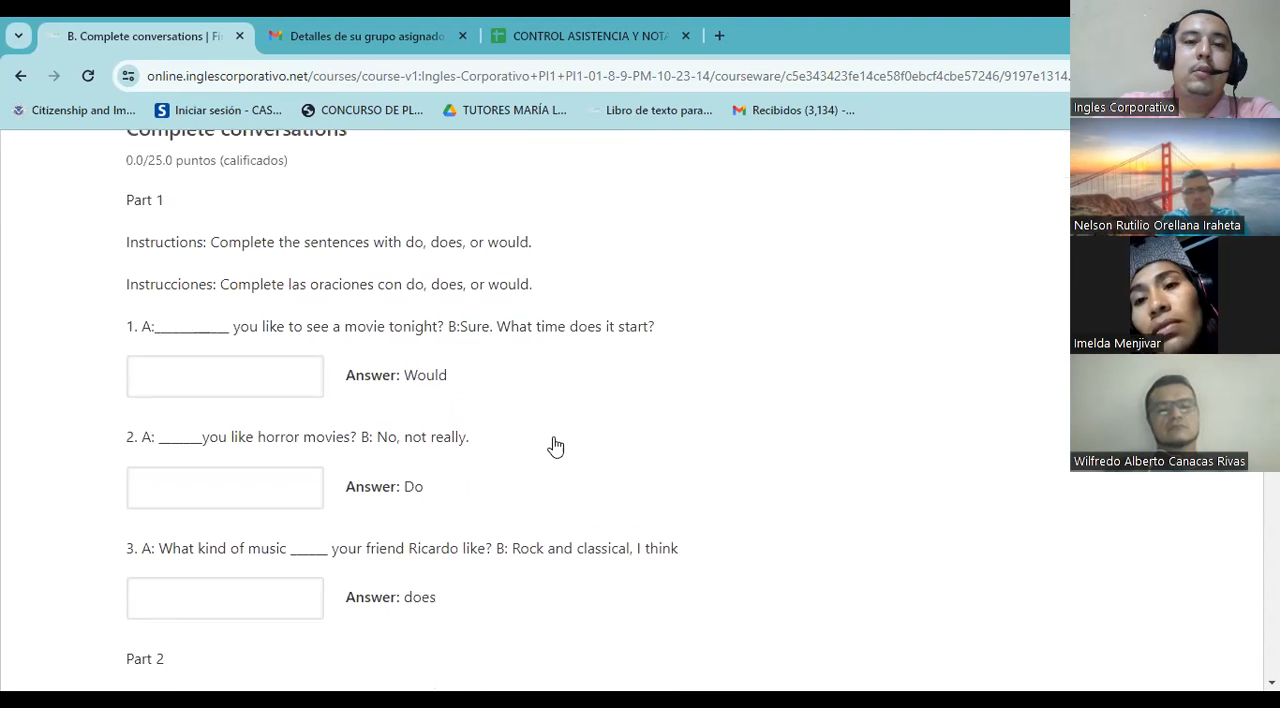 B. Complete conversations | Fi
Detalles de su grupo asignado
CONTROL ASISTENCIA Y NOTA
online.inglescorporativo.net/courses/course-v1:Ingles-Corporativo+PI1+PI1-01-8-9-PM-10-23-14/courseware/c5e343423fe14ce58f0ebcf4cbe57246/9197e1314
Citizenship and Im...
Iniciar sesión - CAS...
CONCURSO DE PL...
TUTORES MARÍA L...
Libro de texto para...
Recibidos (3,134) -...
Complete conversations
0.0/25.0 puntos (calificados)
Part 1
Instructions: Complete the sentences with do, does, or would.
Instrucciones: Complete las oraciones con do, does, or would.
1. A:___________ you like to see a movie tonight? B:Sure. What time does it start?
Answer: Would
2. A: ______you like horror movies? B: No, not really.
Answer: Do
3. A: What kind of music _____ your friend Ricardo like? B: Rock and classical, I think
Answer: does
Part 2
Ingles Corporativo
Nelson Rutilio Orellana Iraheta
Imelda Menjivar
Wilfredo Alberto Canacas Rivas